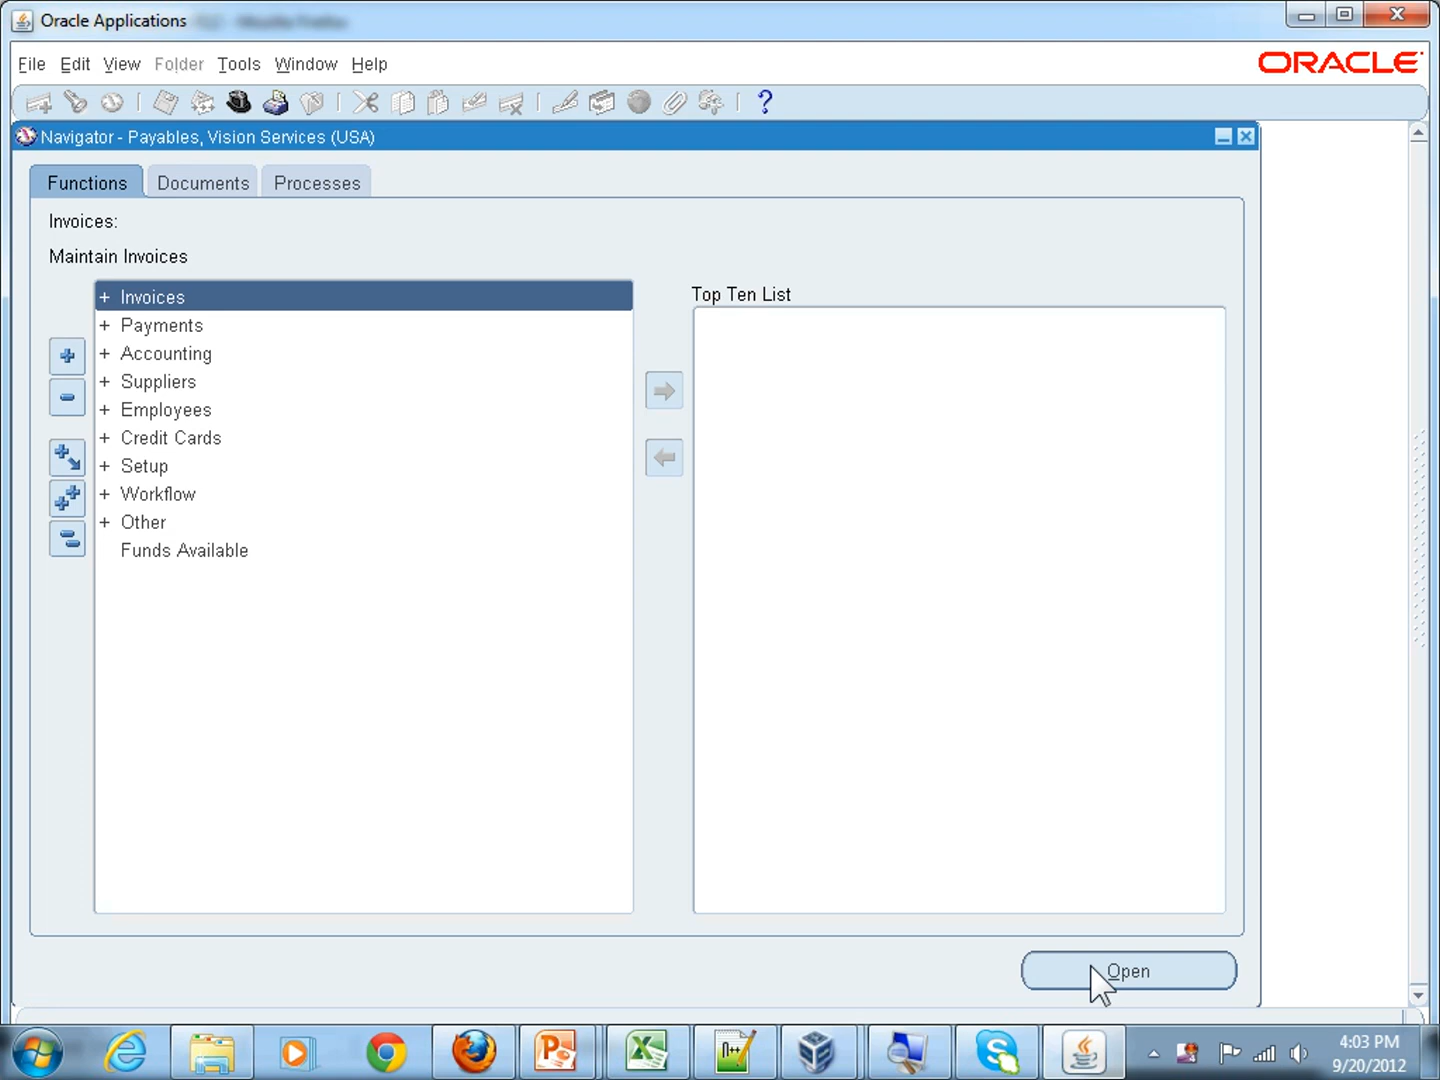 Oracle Applications
File Edit View Folder Tools Window Help
ORACLE
?
Navigator - Payables, Vision Services (USA)
Functions Documents Processes
Invoices:
Maintain Invoices
+ Invoices
+ Payments
+ Accounting
+ Suppliers
+ Employees
+ Credit Cards
+ Setup
+ Workflow
+ Other
Funds Available
Top Ten List
Open
4:03 PM
9/20/2012